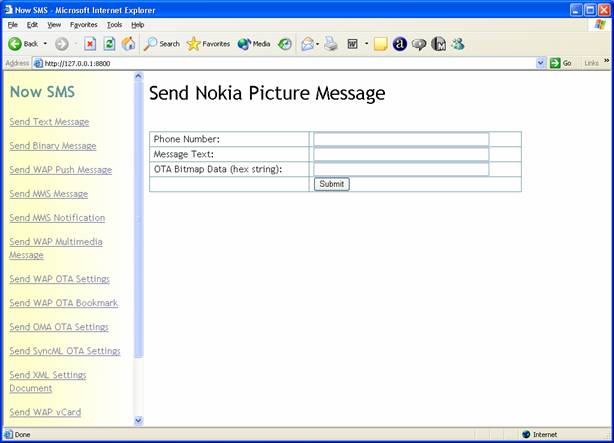 Now SMS - Microsoft Internet Explorer
File Edit View Favorites Tools Help
Back Search Favorites Media
Address http://127.0.0.1:8800 Go Links »
Now SMS
Send Text Message
Send Binary Message
Send WAP Push Message
Send MMS Message
Send MMS Notification
Send WAP Multimedia
Message
Send WAP OTA Settings
Send WAP OTA Bookmark
Send OMA OTA Settings
Send SyncML OTA Settings
Send XML Settings
Document
Send WAP vCard
Send Nokia Picture Message
Phone Number:
Message Text:
OTA Bitmap Data (hex string):
Submit
Done Internet